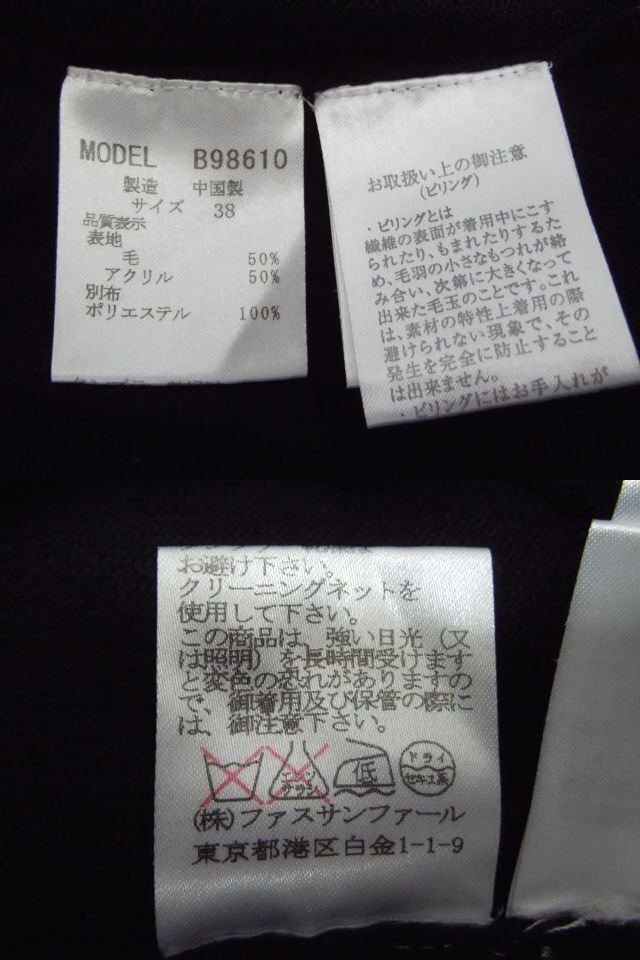 MODEL B98610
製造 中国製
サイズ 38
品質表示
表地
毛 50%
アクリル 50%
別布
ポリエステル 100%
お取扱い上の御注意
(ピリング)
・ピリングとは
繊維の表面が着用中にこす
られたり、もまれたりするた
め、毛羽の小さなもつれが絡
み合い、次第に大きくなって
出来た毛玉のことです。これ
は、素材の特性上着用の際
避けられない現象で、その
発生を完全に防止すること
は出来ません。
・ピリングにはお手入れが
お避け下さい。
クリーニングネットを
使用して下さい。
この商品は、強い日光(又
は照明)を長時間受けます
と変色の恐れがありますの
で、御着用及び保管の際に
は、御注意下さい。
エンソ
サラシ
低
ドライ
セキユ系
(株)ファスサンファール
東京都港区白金1-1-9